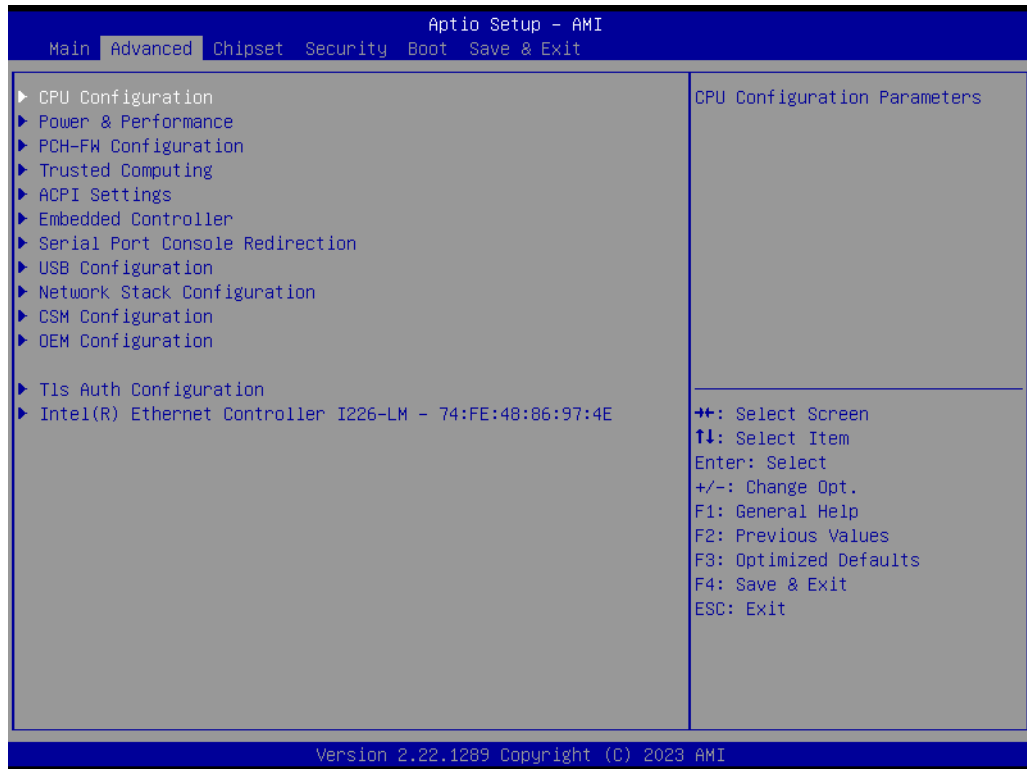 Aptio Setup – AMI
Main Advanced Chipset Security Boot Save & Exit
▶ CPU Configuration
▶ Power & Performance
▶ PCH-FW Configuration
▶ Trusted Computing
▶ ACPI Settings
▶ Embedded Controller
▶ Serial Port Console Redirection
▶ USB Configuration
▶ Network Stack Configuration
▶ CSM Configuration
▶ OEM Configuration
▶ Tls Auth Configuration
▶ Intel(R) Ethernet Controller I226-LM – 74:FE:48:86:97:4E
CPU Configuration Parameters
→←: Select Screen
↑↓: Select Item
Enter: Select
+/-: Change Opt.
F1: General Help
F2: Previous Values
F3: Optimized Defaults
F4: Save & Exit
ESC: Exit
Version 2.22.1289 Copyright (C) 2023 AMI